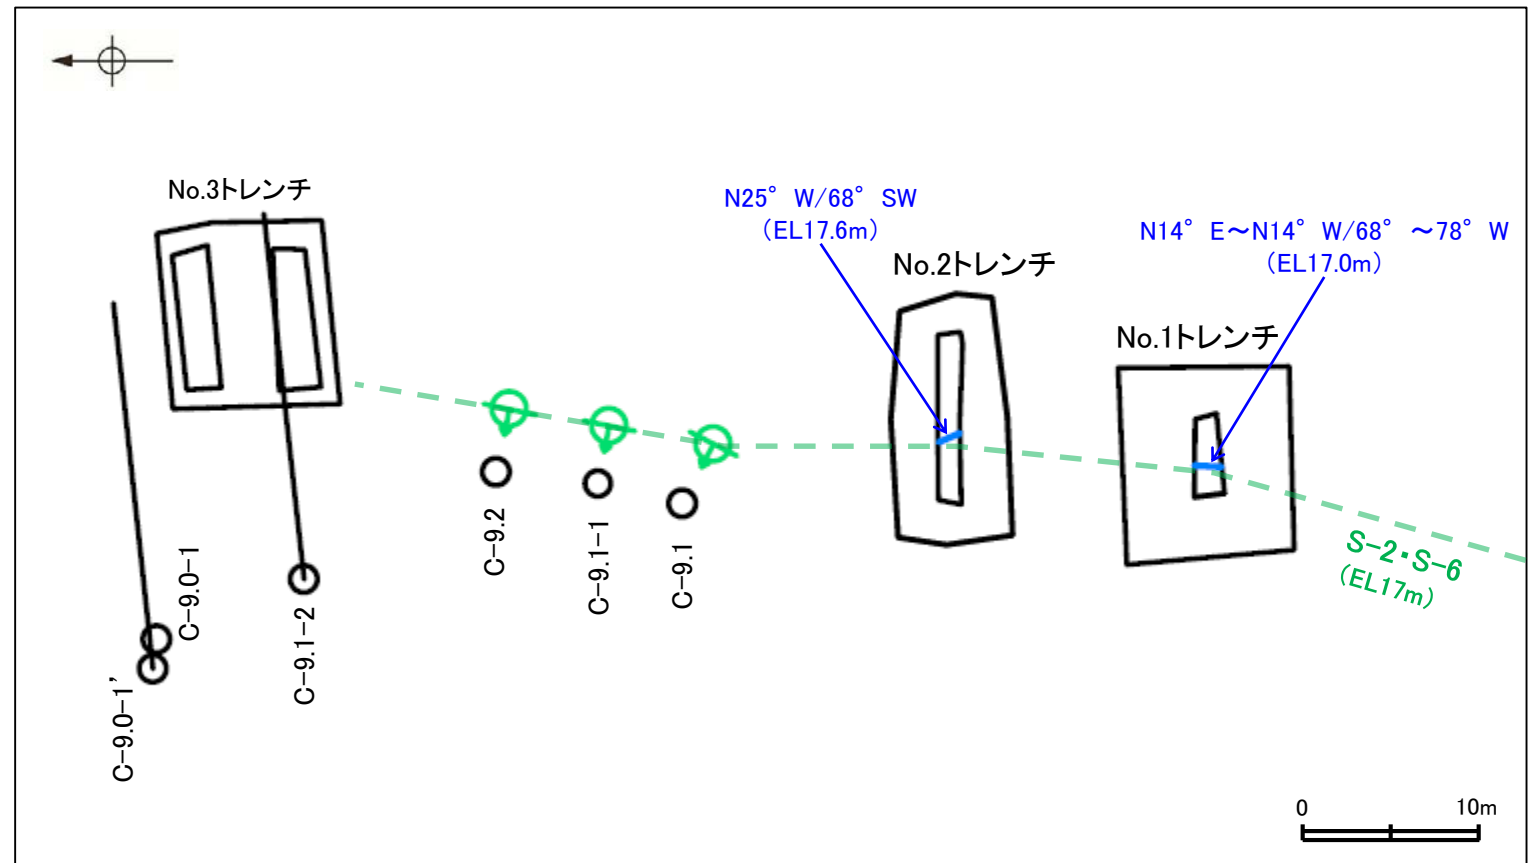 No.3トレンチ
N25° W/68° SW
(EL17.6m)
No.2トレンチ
N14° E~N14° W/68° ~78° W
(EL17.0m)
No.1トレンチ
C-9.2
C-9.1-1
C-9.1
S-2・S-6
(EL17m)
C-9.0-1
C-9.1-2
C-9.0-1’
0
10m